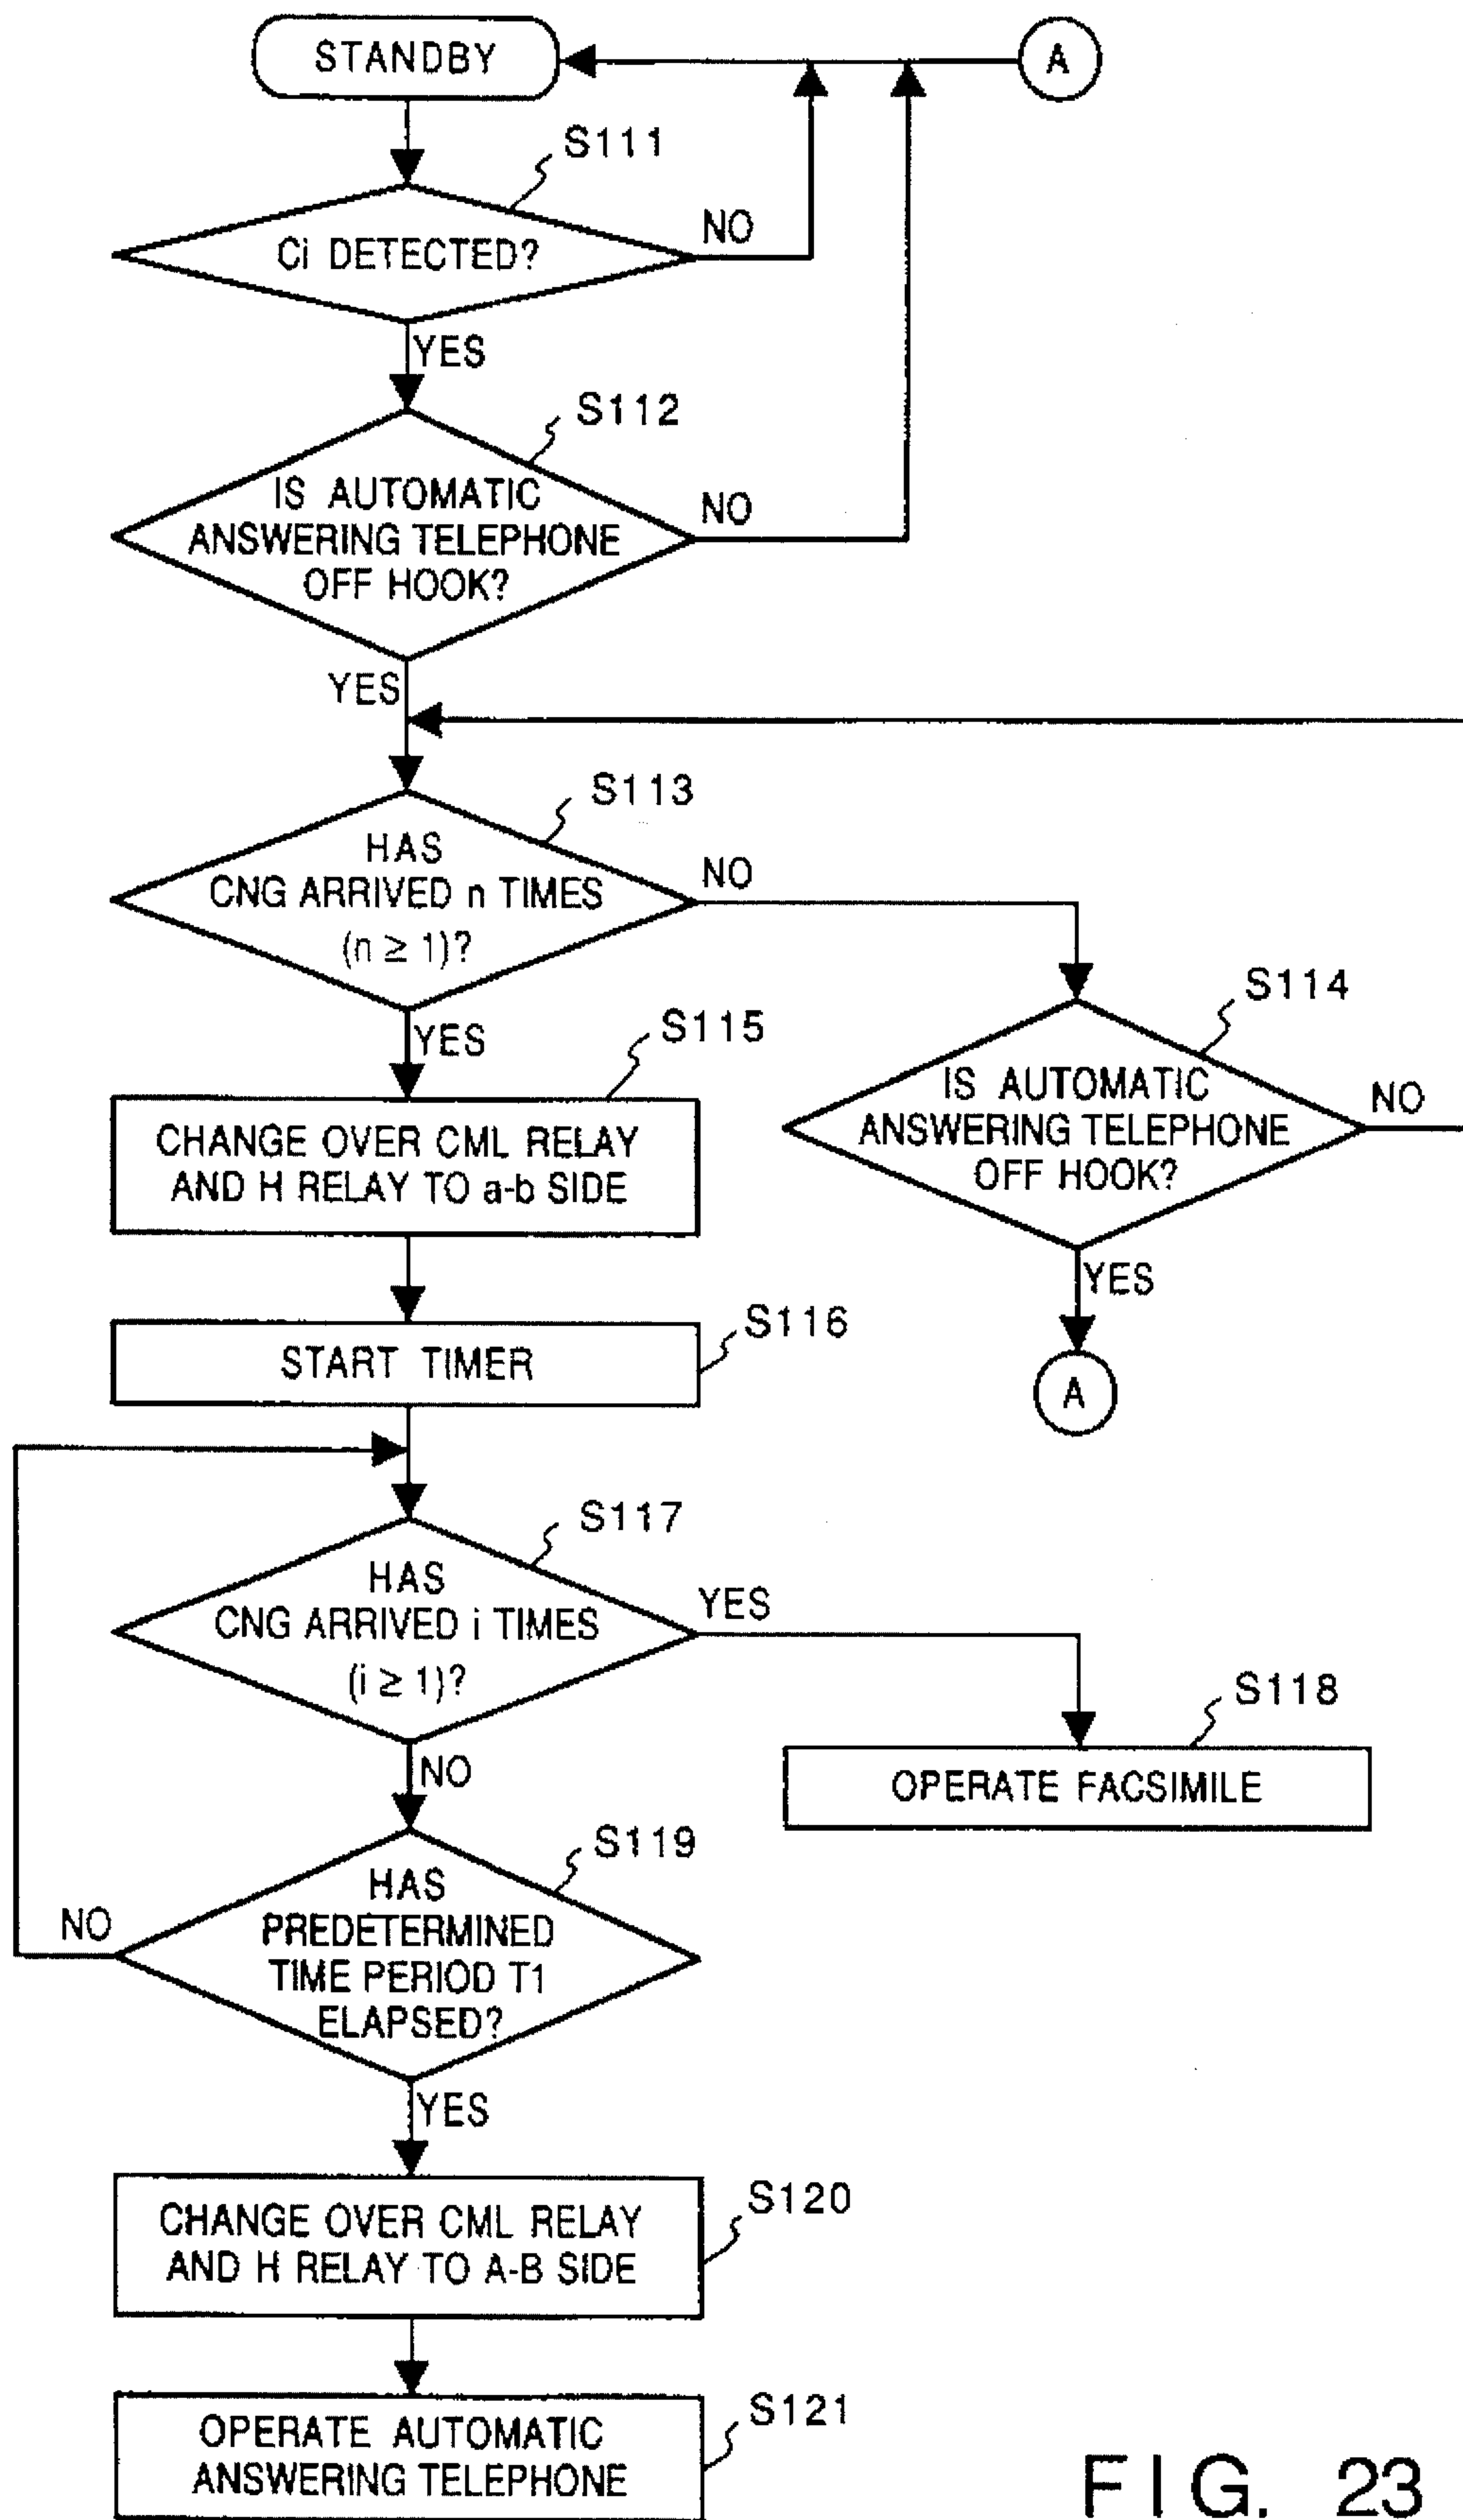 STANDBY
A
S111
Ci DETECTED?
NO
YES
S112
IS AUTOMATIC
ANSWERING TELEPHONE
OFF HOOK?
NO
YES
S113
HAS
CNG ARRIVED n TIMES
(n ≥ 1)?
NO
YES
S114
IS AUTOMATIC
ANSWERING TELEPHONE
OFF HOOK?
NO
YES
A
S115
CHANGE OVER CML RELAY
AND H RELAY TO a-b SIDE
S116
START TIMER
S117
HAS
CNG ARRIVED i TIMES
(i ≥ 1)?
YES
NO
S118
OPERATE FACSIMILE
S119
HAS
PREDETERMINED
TIME PERIOD T1
ELAPSED?
NO
YES
S120
CHANGE OVER CML RELAY
AND H RELAY TO A-B SIDE
S121
OPERATE AUTOMATIC
ANSWERING TELEPHONE
FIG. 23